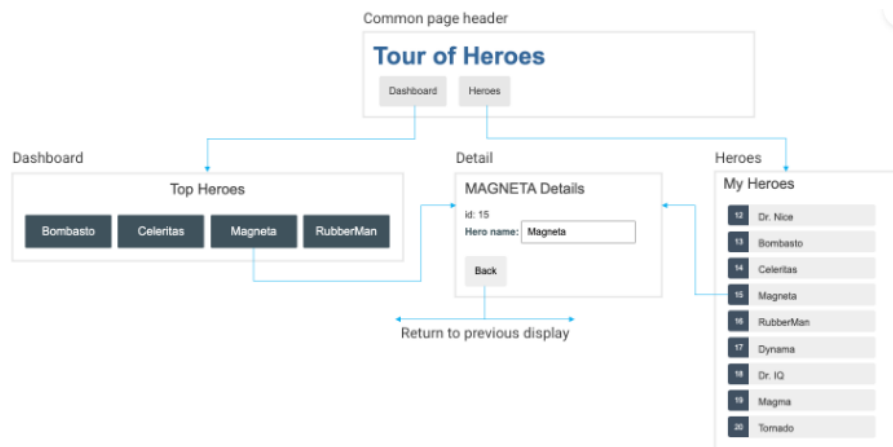 Common page header
Tour of Heroes
Dashboard Heroes
Dashboard
Top Heroes
Bombasto Celeritas Magneta RubberMan
Detail
MAGNETA Details
id: 15
Hero name: Magneta
Back
Return to previous display
Heroes
My Heroes
12 Dr. Nice
13 Bombasto
14 Celeritas
15 Magneta
16 RubberMan
17 Dynama
18 Dr. IQ
19 Magma
20 Tornado